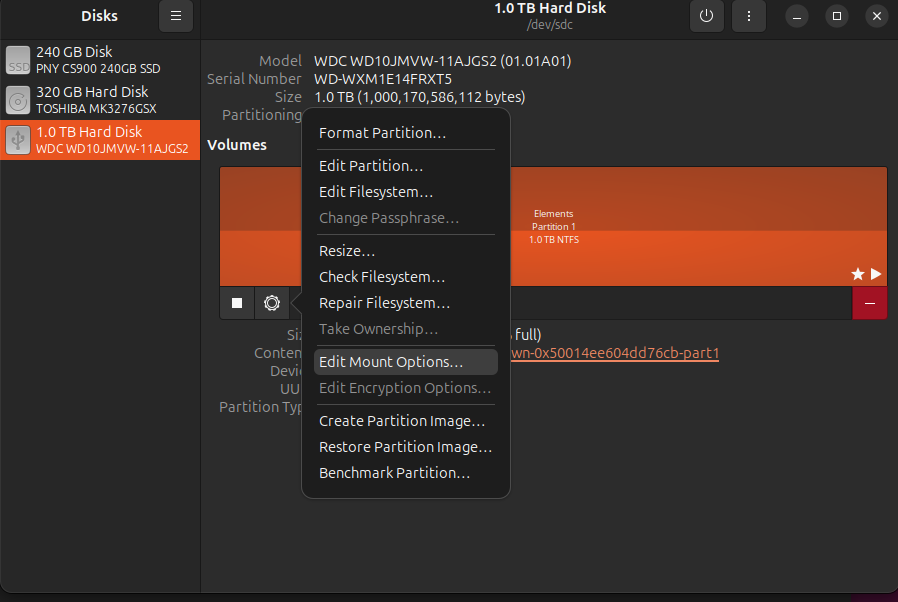 Disks
1.0 TB Hard Disk
/dev/sdc
240 GB Disk
PNY CS900 240GB SSD
SSD
320 GB Hard Disk
TOSHIBA MK3276GSX
1.0 TB Hard Disk
WDC WD10JMVW-11AJGS2
Model WDC WD10JMVW-11AJGS2 (01.01A01)
Serial Number WD-WXM1E14FRXT5
Size 1.0 TB (1,000,170,586,112 bytes)
Partitioning
Volumes
Elements
Partition 1
1.0 TB NTFS
Format Partition…
Edit Partition…
Edit Filesystem…
Change Passphrase…
Resize…
Check Filesystem…
Repair Filesystem…
Take Ownership…
Edit Mount Options…
Edit Encryption Options…
Create Partition Image…
Restore Partition Image…
Benchmark Partition…
full)
wn-0x50014ee604dd76cb-part1
UU
Partition Typ